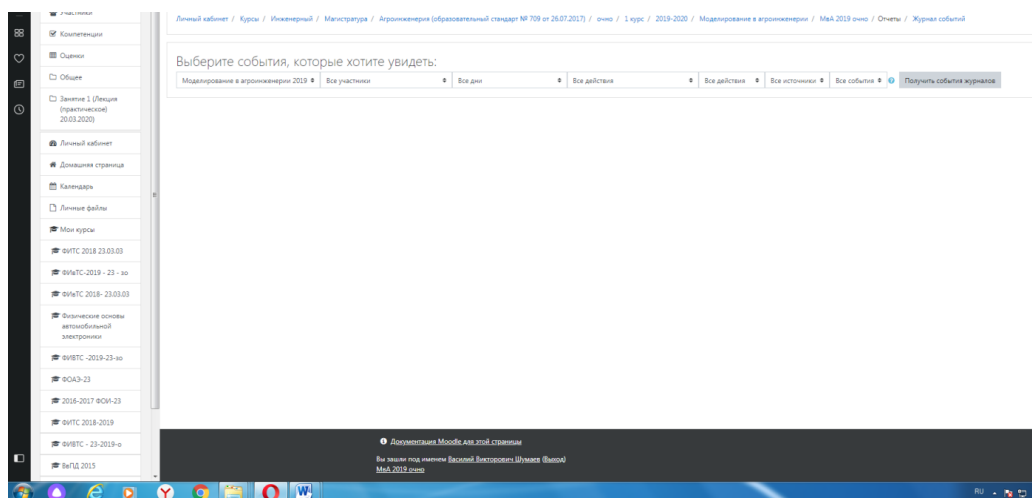 Участники
Личный кабинет / Курсы / Инженерный / Магистратура / Агроинженерия (образовательный стандарт № 709 от 26.07.2017) / очно / 1 курс / 2019-2020 / Моделирование в агроинженерии / МвА 2019 очно / Отчеты / Журнал событий
Компетенции
Оценки
Общее
Занятие 1 (Лекция
(практическое)
20.03.2020)
Личный кабинет
Домашняя страница
Календарь
Личные файлы
Мои курсы
ФИТС 2018 23.03.03
ФИвТС-2019 - 23 - зо
ФИвТС 2018- 23.03.03
Физические основы
автомобильной
электроники
ФИВТС -2019-23-зо
ФОАЭ-23
2016-2017 ФОИ-23
ФИТС 2018-2019
ФИВТС - 23-2019-о
ВвПД 2015
Выберите события, которые хотите увидеть:
Моделирование в агроинженерии 2019 Все участники Все дни Все действия Все действия Все источники Все события Получить события журналов
Документация Moodle для этой страницы
Вы зашли под именем Василий Викторович Шумаев (Выход)
МвА 2019 очно
RU